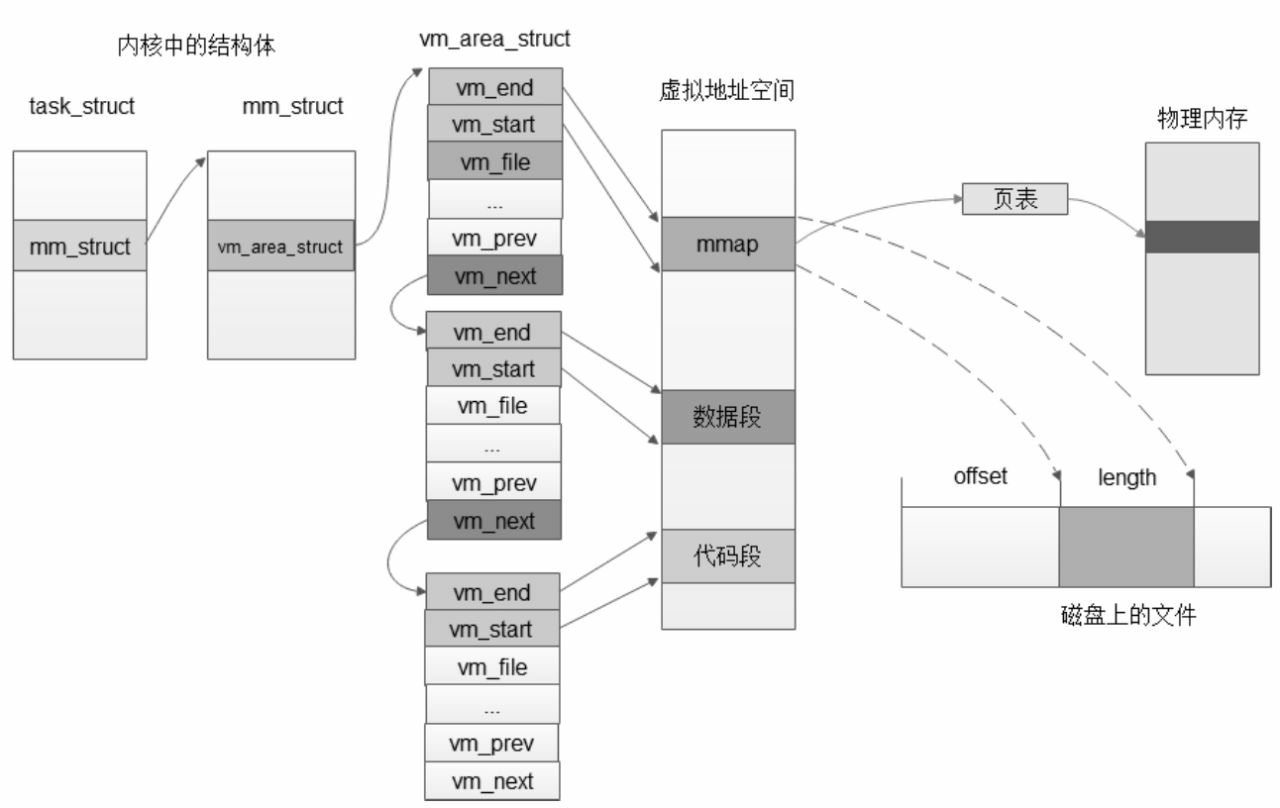 内核中的结构体
task_struct
mm_struct
mm_struct
vm_area_struct
vm_area_struct
vm_end
vm_start
vm_file
...
vm_prev
vm_next
vm_end
vm_start
vm_file
...
vm_prev
vm_next
vm_end
vm_start
vm_file
...
vm_prev
vm_next
虚拟地址空间
mmap
数据段
代码段
页表
物理内存
offset
length
磁盘上的文件